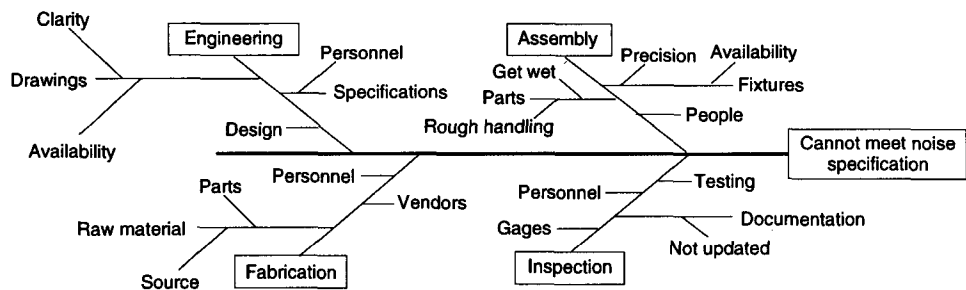 Clarity
Engineering
Drawings
Personnel
Specifications
Design
Availability
Assembly
Precision
Availability
Get wet
Fixtures
Parts
Rough handling
People
Cannot meet noise
specification
Personnel
Parts
Vendors
Raw material
Source
Fabrication
Testing
Personnel
Documentation
Gages
Not updated
Inspection